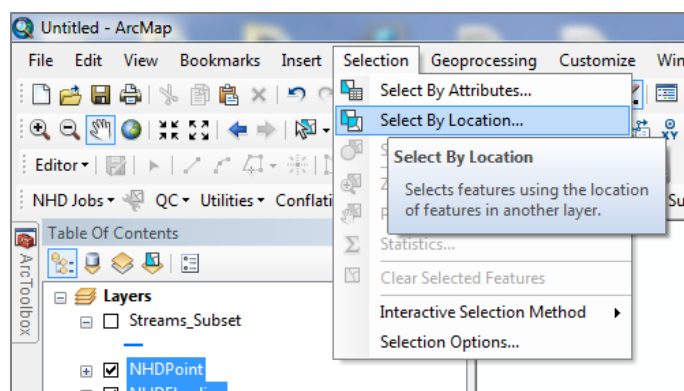 Untitled - ArcMap
File Edit View Bookmarks Insert Selection Geoprocessing Customize
Select By Attributes...
Select By Location...
Select By Location
Selects features using the location
of features in another layer.
Editor
NHD Jobs QC Utilities
Table Of Contents
Statistics...
ArcToolbox
Clear Selected Features
Layers
Streams_Subset
Interactive Selection Method
Selection Options...
NHDPoint